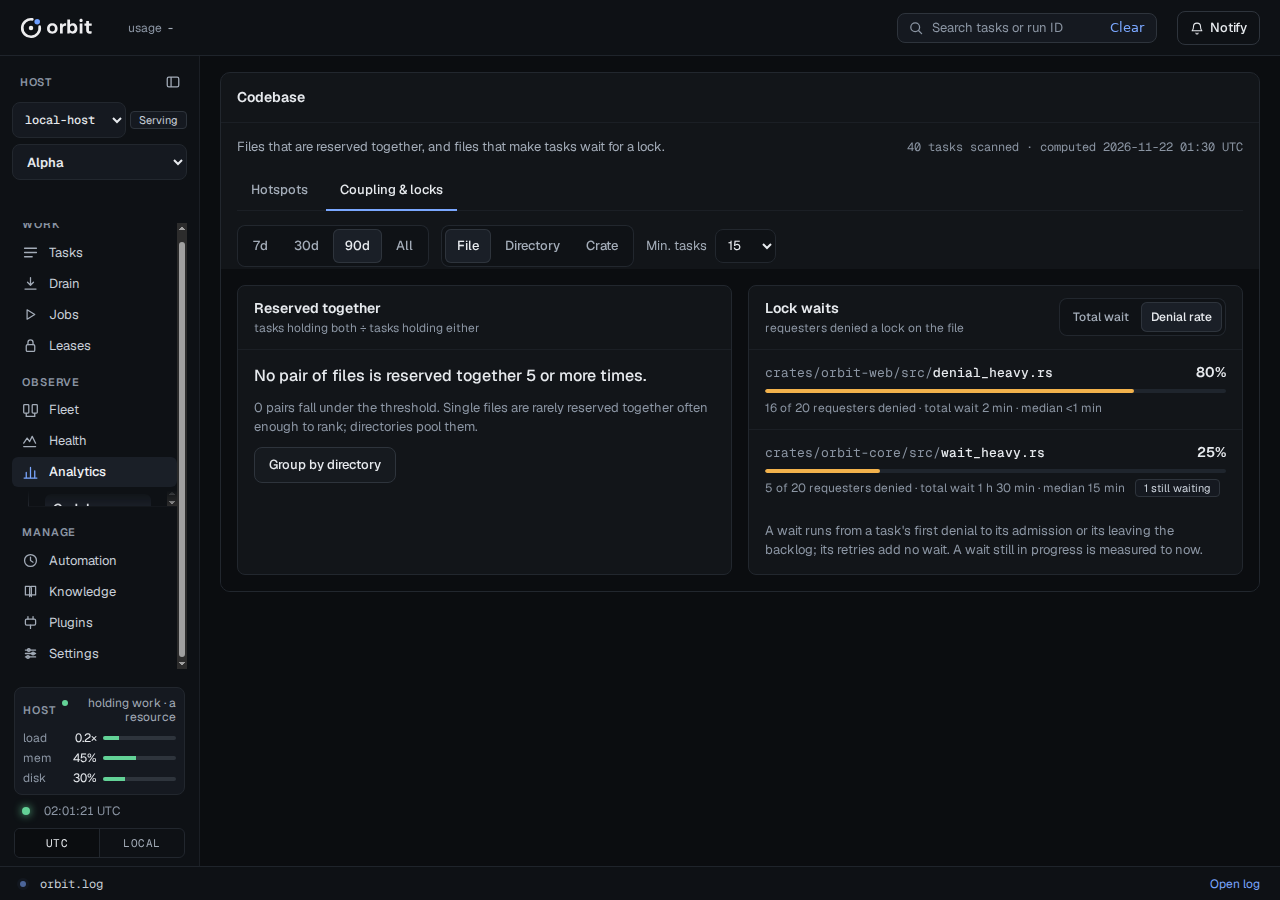 orbit
usage -
Search tasks or run ID
Clear
Notify
HOST
local-host
Serving
Alpha
WORK
Tasks
Drain
Jobs
Leases
OBSERVE
Fleet
Health
Analytics
MANAGE
Automation
Knowledge
Plugins
Settings
HOST
holding work · a
resource
load 0.2×
mem 45%
disk 30%
02:01:21 UTC
UTC LOCAL
Codebase
Files that are reserved together, and files that make tasks wait for a lock.
40 tasks scanned · computed 2026-11-22 01:30 UTC
Hotspots
Coupling & locks
7d 30d 90d All
File Directory Crate
Min. tasks 15
Reserved together
tasks holding both ÷ tasks holding either
No pair of files is reserved together 5 or more times.
0 pairs fall under the threshold. Single files are rarely reserved together often
enough to rank; directories pool them.
Group by directory
Lock waits
requesters denied a lock on the file
Total wait Denial rate
crates/orbit-web/src/denial_heavy.rs 80%
16 of 20 requesters denied · total wait 2 min · median <1 min
crates/orbit-core/src/wait_heavy.rs 25%
5 of 20 requesters denied · total wait 1 h 30 min · median 15 min
1 still waiting
A wait runs from a task's first denial to its admission or its leaving the
backlog; its retries add no wait. A wait still in progress is measured to now.
orbit.log
Open log